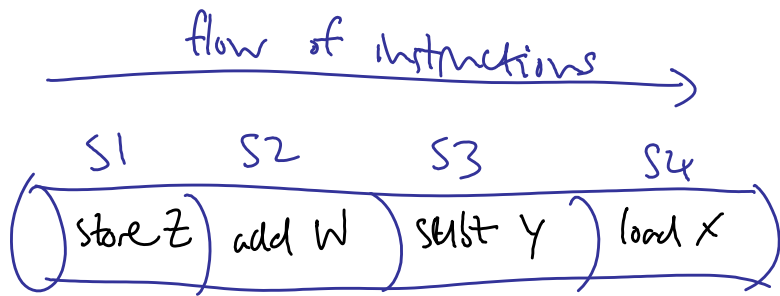 flow of instructions
S1 S2 S3 S4
store Z add W subt Y load X